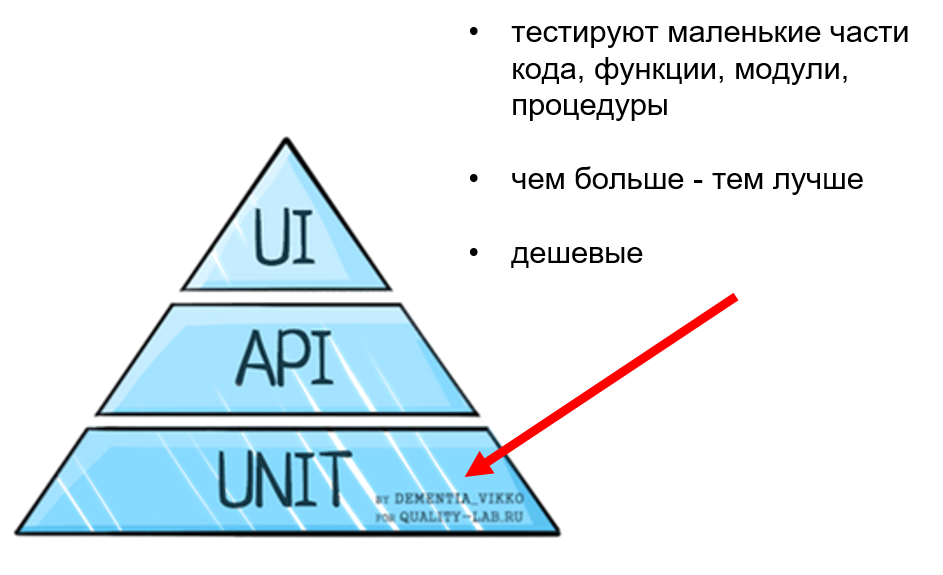 • тестируют маленькие части
кода, функции, модули,
процедуры
• чем больше - тем лучше
• дешевые
UI
API
UNIT
BY DEMENTIA_VIKKO
FOR QUALITY-LAB.RU